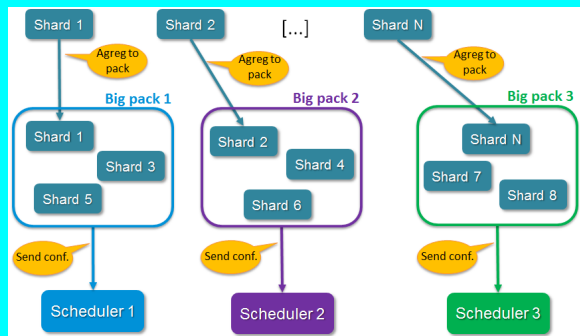 Shard 1
Shard 2
[...]
Shard N
Agreg to
pack
Agreg to
pack
Agreg to
pack
Big pack 1
Big pack 2
Big pack 3
Shard 1
Shard 3
Shard 5
Shard 2
Shard 4
Shard 6
Shard N
Shard 7
Shard 8
Send conf.
Send conf.
Send conf.
Scheduler 1
Scheduler 2
Scheduler 3